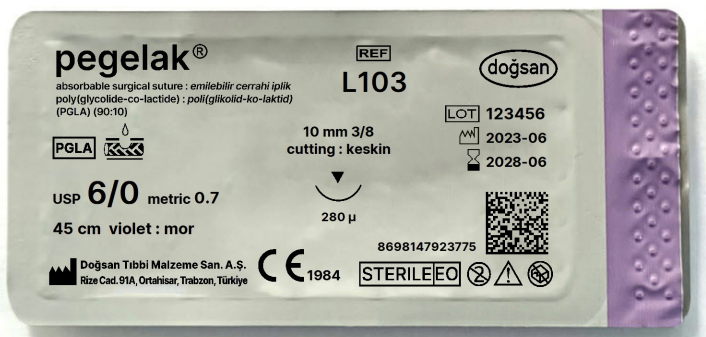 pegelak®
absorbable surgical suture : emilebilir cerrahi iplik
poly(glycolide-co-lactide) : poli(glikolid-ko-laktid)
(PGLA) (90:10)
PGLA
USP 6/0 metric 0.7
45 cm violet : mor
Doğsan Tıbbi Malzeme San. A.Ş.
Rize Cad. 91A, Ortahisar, Trabzon, Türkiye
REF
L103
10 mm 3/8
cutting : keskin
280 µ
CE 1984
doğsan
LOT 123456
2023-06
2028-06
8698147923775
STERILE EO
2